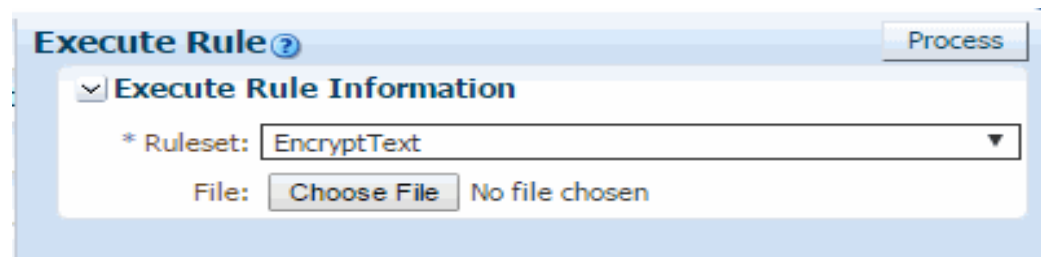 Execute Rule Process
Execute Rule Information
* Ruleset: EncryptText
File: Choose File No file chosen